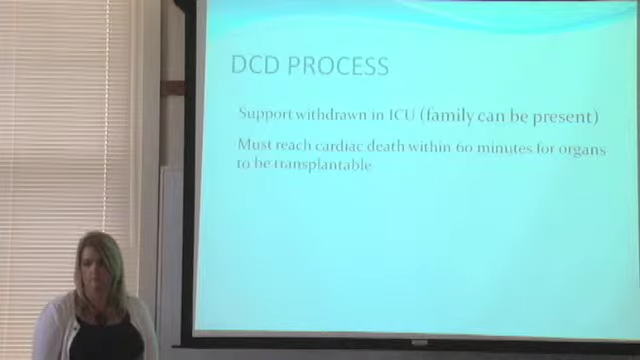 DCD PROCESS
Support withdrawn in ICU (family can be present)
Must reach cardiac death within 60 minutes for organs
to be transplantable